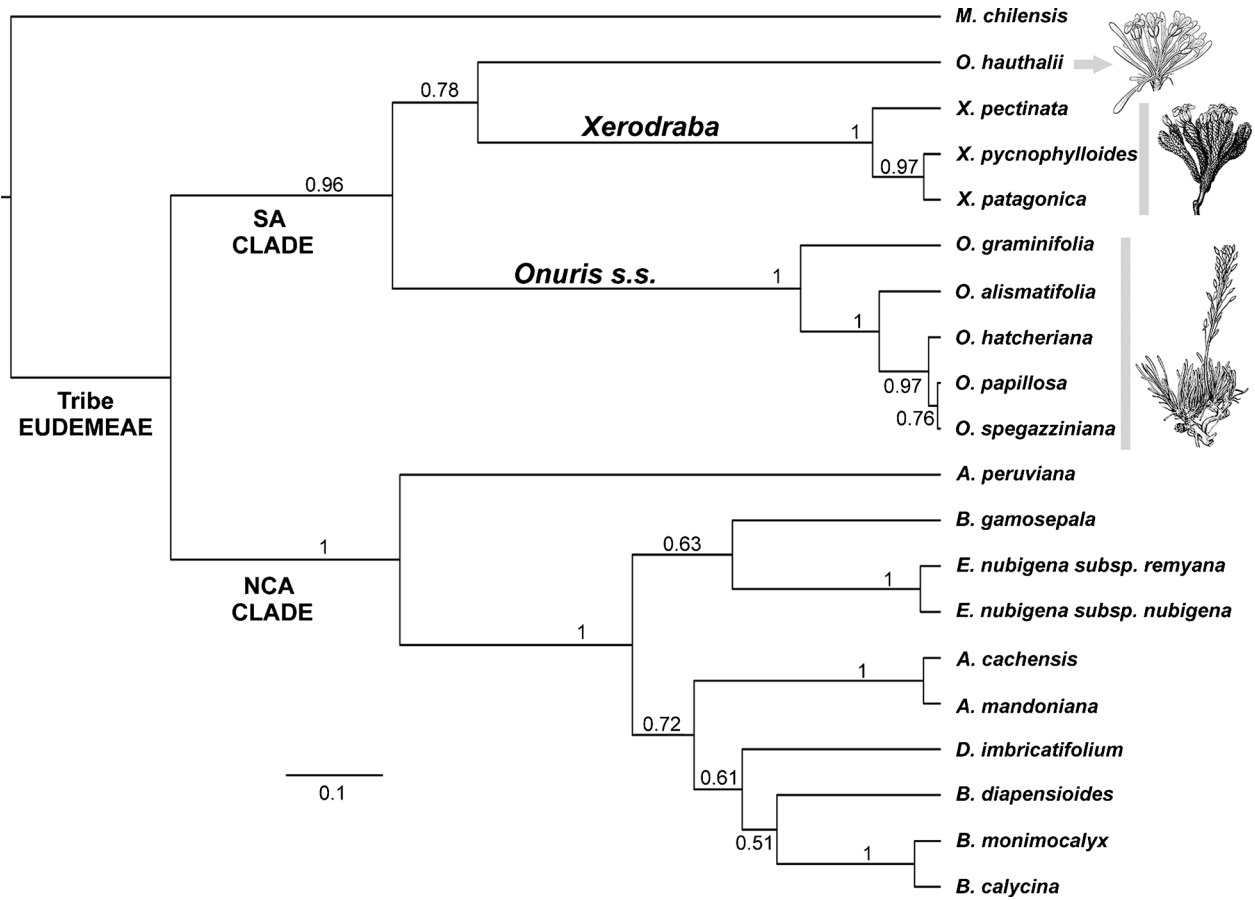 M. chilensis
O. hauthalii
0.78
X. pectinata
Xerodraba
1
X. pycnophylloides
0.97
X. patagonica
0.96
SA
CLADE
O. graminifolia
Onuris s.s.
1
O. alismatifolia
1
O. hatcheriana
0.97
O. papillosa
0.76
O. spegazziniana
Tribe
EUDEMEAE
A. peruviana
B. gamosepala
0.63
1
E. nubigena subsp. remyana
1
E. nubigena subsp. nubigena
NCA
CLADE
1
A. cachensis
1
A. mandoniana
0.72
D. imbricatifolium
0.61
B. diapensioides
0.51
B. monimocalyx
1
B. calycina
0.1